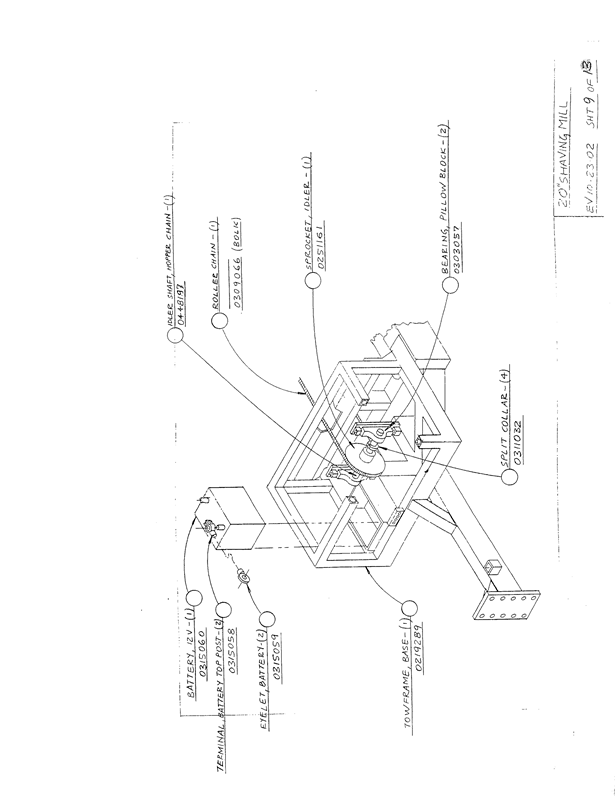 IDLER SHAFT, HOPPER CHAIN-(1)
0448197
ROLLER CHAIN-(1)
0309066 (BULK)
SPROCKET, IDLER-(1)
0251161
BEARING, PILLOW BLOCK-(2)
0303057
SPLIT COLLAR-(4)
0311032
BATTERY, 12V-(1)
0315060
TERMINAL, BATTERY TOP POST-(2)
0315058
EYELET, BATTERY-(2)
0315059
TOWFRAME, BASE-(1)
0219289
20" SHAVING MILL
EV 10-23-02 SHT 9 OF 13